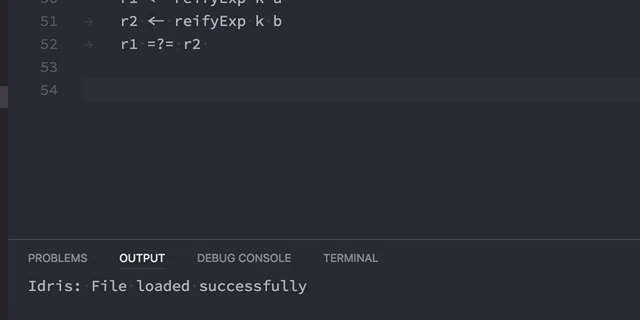 50 r1 ← reifyExp k a
51 r2 ← reifyExp k b
52 r1 =?= r2
53
54
PROBLEMS OUTPUT DEBUG CONSOLE TERMINAL
Idris: File loaded successfully